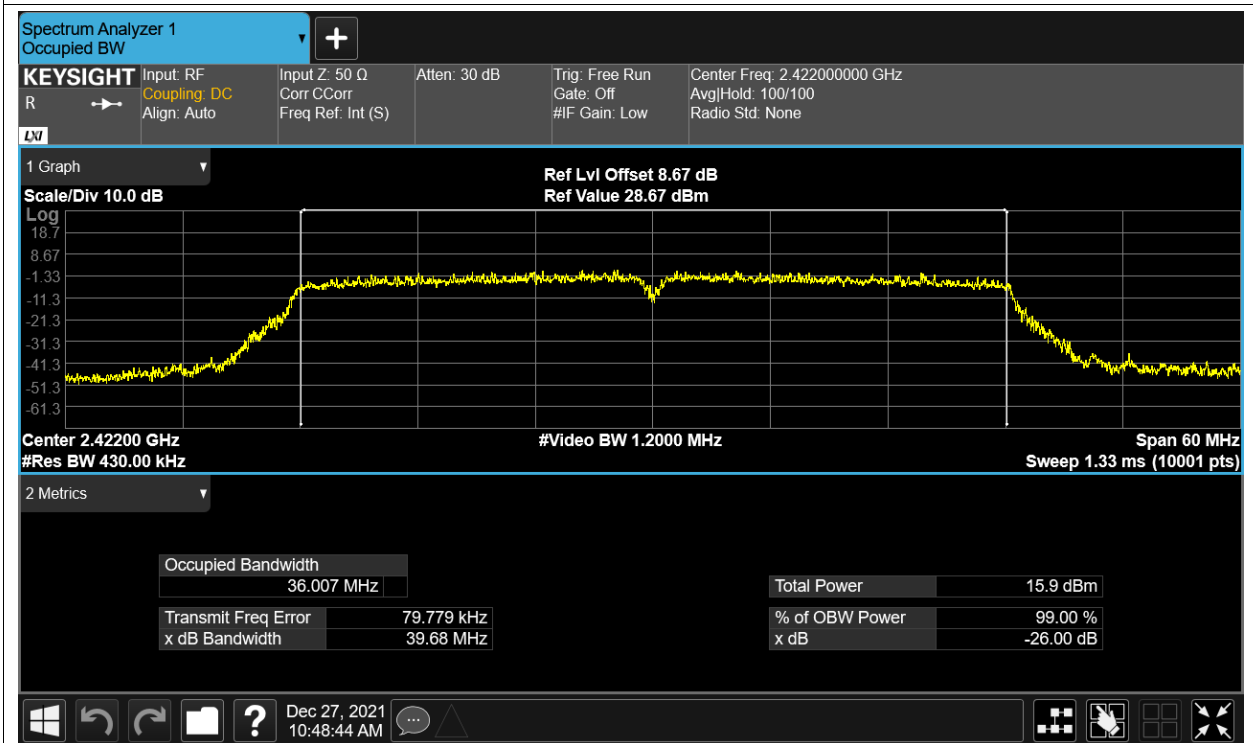 Spectrum Analyzer 1
Occupied BW
KEYSIGHT
R
LXI
Input: RF
Coupling: DC
Align: Auto
Input Z: 50 Ω
Corr CCorr
Freq Ref: Int (S)
Atten: 30 dB
Trig: Free Run
Gate: Off
#IF Gain: Low
Center Freq: 2.422000000 GHz
Avg|Hold: 100/100
Radio Std: None
1 Graph
Scale/Div 10.0 dB
Ref Lvl Offset 8.67 dB
Ref Value 28.67 dBm
Log
18.7
8.67
-1.33
-11.3
-21.3
-31.3
-41.3
-51.3
-61.3
Center 2.42200 GHz
#Video BW 1.2000 MHz
Span 60 MHz
#Res BW 430.00 kHz
Sweep 1.33 ms (10001 pts)
2 Metrics
Occupied Bandwidth
36.007 MHz
Transmit Freq Error 79.779 kHz
x dB Bandwidth 39.68 MHz
Total Power 15.9 dBm
% of OBW Power 99.00 %
x dB -26.00 dB
?
Dec 27, 2021
10:48:44 AM